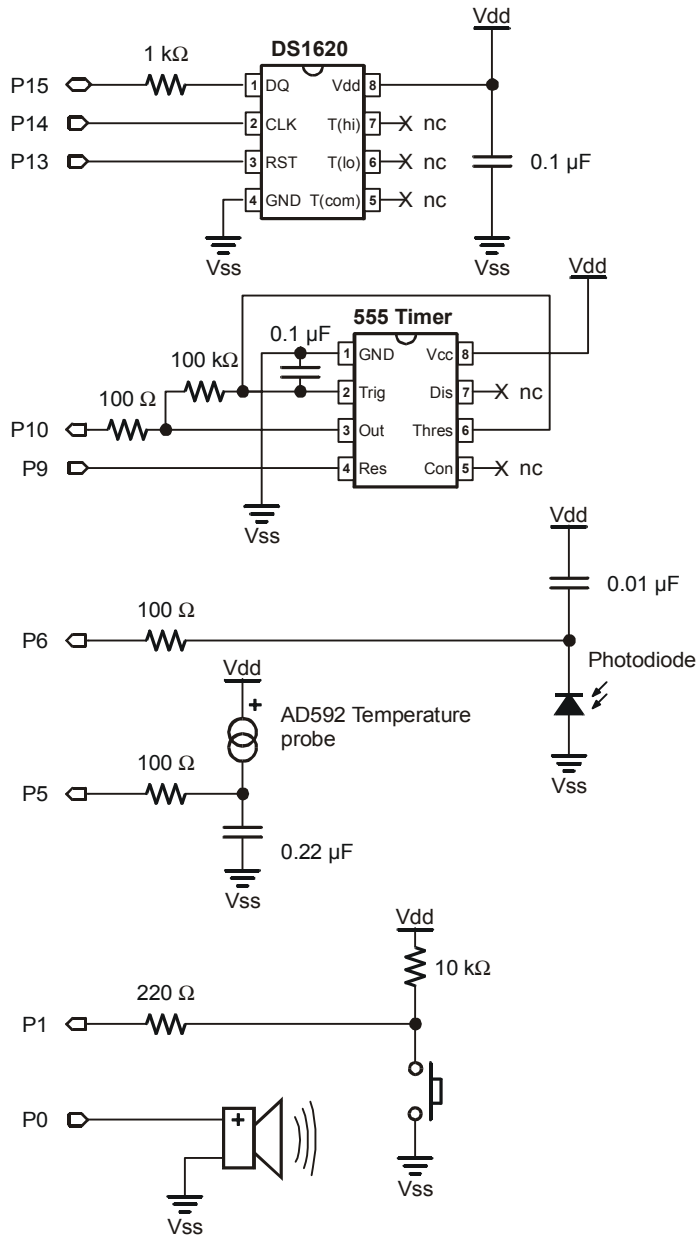 Vdd
DS1620
1 kΩ
P15
1 DQ Vdd 8
P14
2 CLK T(hi) 7 X nc
P13
3 RST T(lo) 6 X nc
0.1 µF
4 GND T(com) 5 X nc
Vss
Vss
Vdd
555 Timer
0.1 µF
1 GND Vcc 8
100 kΩ
2 Trig Dis 7 X nc
100 Ω
P10
3 Out Thres 6
P9
4 Res Con 5 X nc
Vss
Vdd
0.01 µF
100 Ω
P6
Photodiode
Vdd
+
AD592 Temperature
probe
100 Ω
P5
Vss
0.22 µF
Vss
Vdd
10 kΩ
220 Ω
P1
P0
+
Vss
Vss